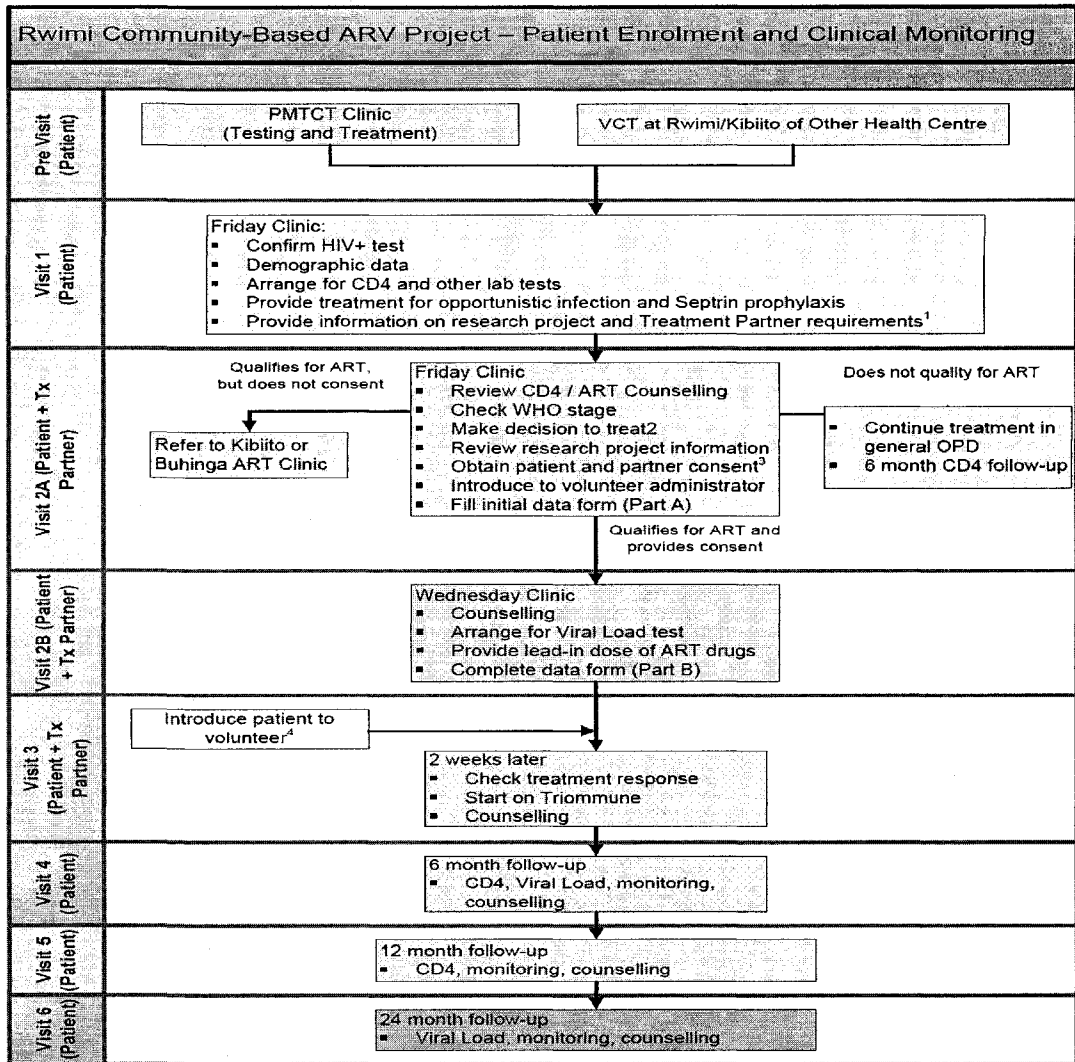 Rwimi Community-Based ARV Project – Patient Enrolment and Clinical Monitoring
Pre Visit
(Patient)
PMTCT Clinic
(Testing and Treatment)
VCT at Rwimi/Kibiito of Other Health Centre
Visit 1
(Patient)
Friday Clinic:
▪ Confirm HIV+ test
▪ Demographic data
▪ Arrange for CD4 and other lab tests
▪ Provide treatment for opportunistic infection and Septrin prophylaxis
▪ Provide information on research project and Treatment Partner requirements¹
Visit 2A (Patient + Tx
Partner)
Qualifies for ART,
but does not consent
Refer to Kibiito or
Buhinga ART Clinic
Friday Clinic
▪ Review CD4 / ART Counselling
▪ Check WHO stage
▪ Make decision to treat2
▪ Review research project information
▪ Obtain patient and partner consent³
▪ Introduce to volunteer administrator
▪ Fill initial data form (Part A)
Does not quality for ART
▪ Continue treatment in
general OPD
▪ 6 month CD4 follow-up
Qualifies for ART and
provides consent
Visit 2B (Patient
+ Tx Partner)
Wednesday Clinic
▪ Counselling
▪ Arrange for Viral Load test
▪ Provide lead-in dose of ART drugs
▪ Complete data form (Part B)
Visit 3
(Patient + Tx
Partner)
Introduce patient to
volunteer⁴
2 weeks later
▪ Check treatment response
▪ Start on Triommune
▪ Counselling
Visit 4
(Patient)
6 month follow-up
▪ CD4, Viral Load, monitoring,
counselling
Visit 5
(Patient)
12 month follow-up
▪ CD4, monitoring, counselling
Visit 6
(Patient)
24 month follow-up
▪ Viral Load, monitoring, counselling